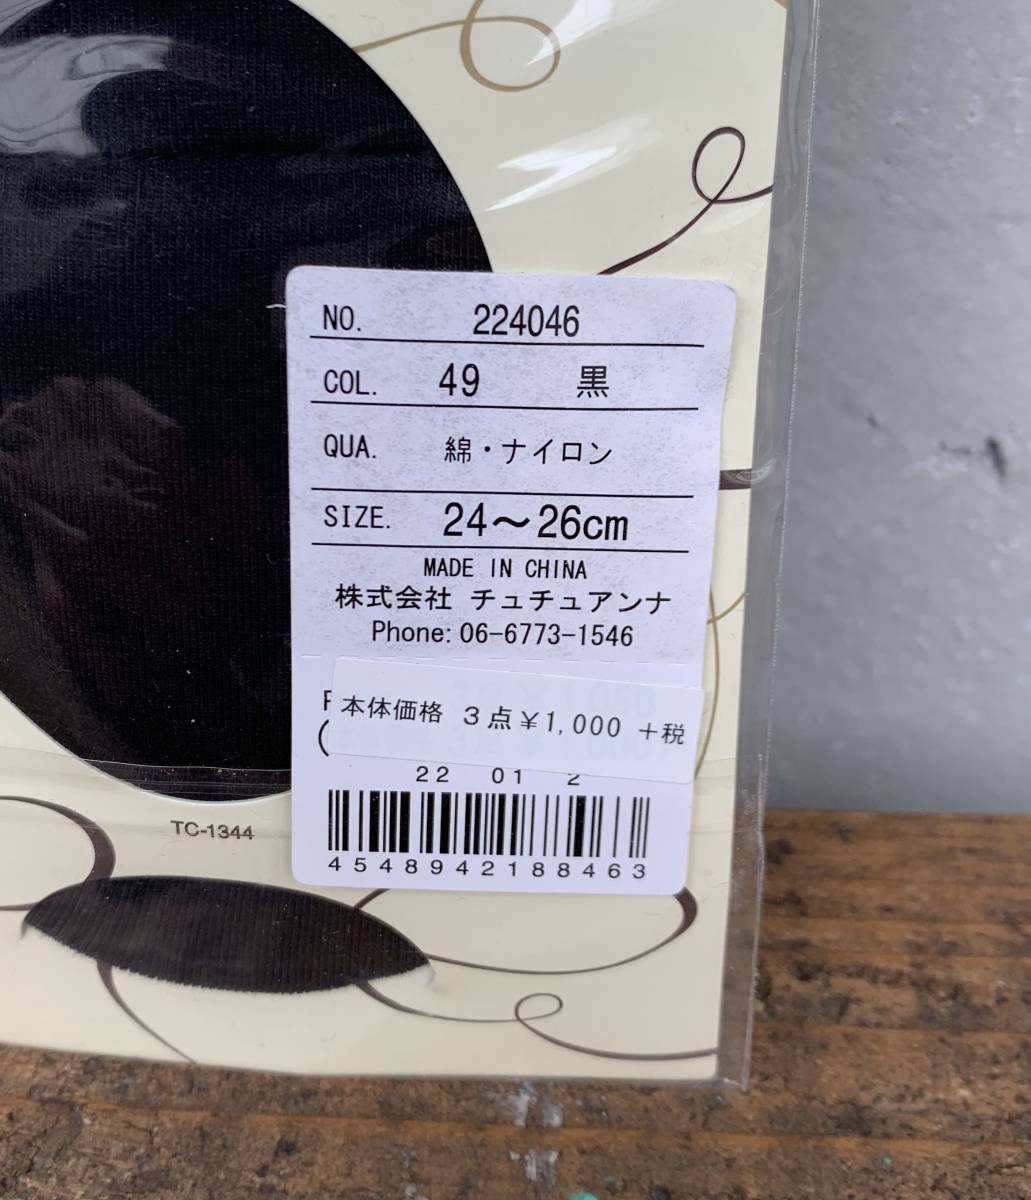 NO. 224046
COL. 49 黒
QUA. 綿・ナイロン
SIZE. 24～26cm
MADE IN CHINA
株式会社 チュチュアンナ
Phone: 06-6773-1546
本体価格 3点¥1,000 +税
22 01 2
4548942188463
TC-1344